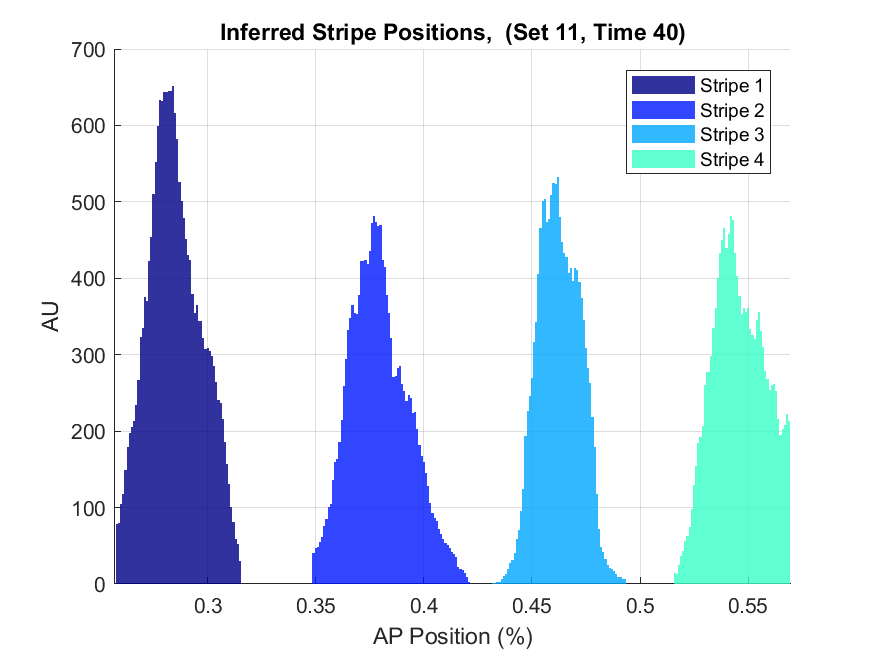 Inferred Stripe Positions,  (Set 11, Time 40)
700
600
500
400
300
200
100
0
AU
Stripe 1
Stripe 2
Stripe 3
Stripe 4
0.3
0.35
0.4
0.45
0.5
0.55
AP Position (%)